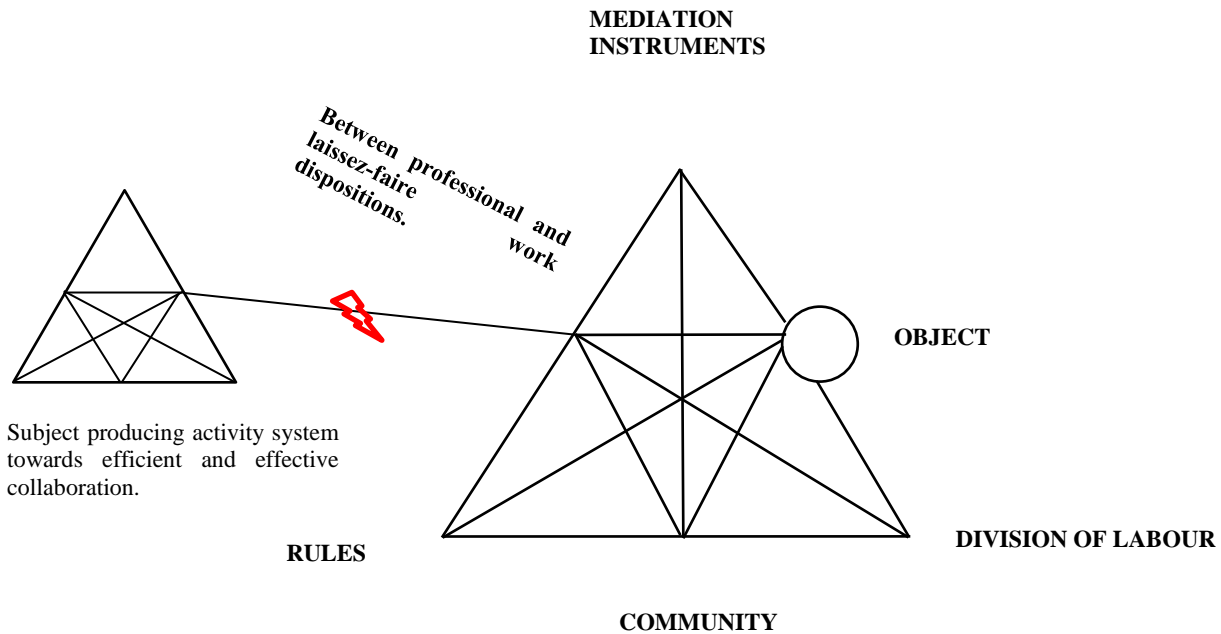 MEDIATION
INSTRUMENTS
Between professional and
laissez-faire work
dispositions.
OBJECT
Subject producing activity system
towards efficient and effective
collaboration.
RULES
DIVISION OF LABOUR
COMMUNITY